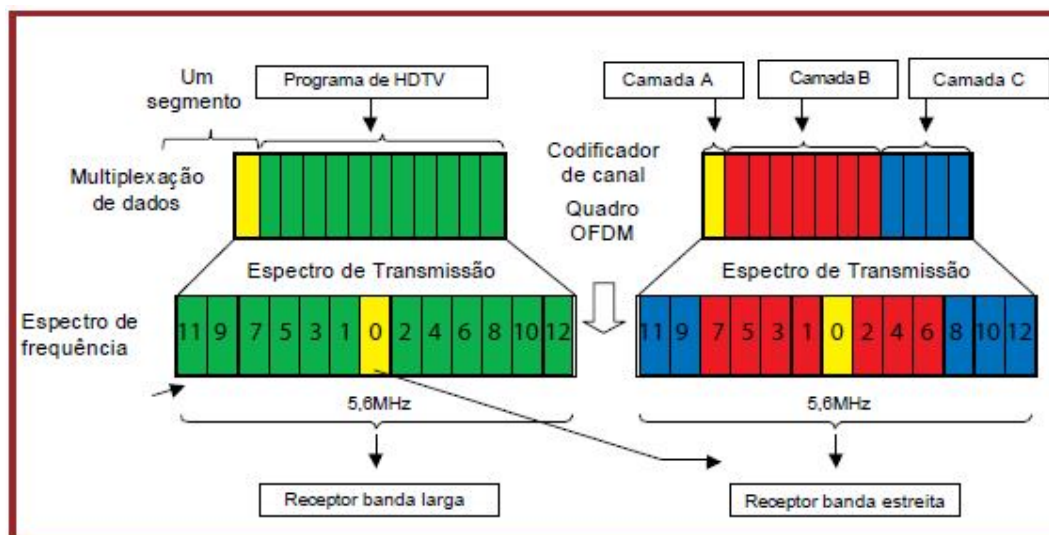 Um
segmento
Programa de HDTV
Camada A
Camada B
Camada C
Multiplexação
de dados
Codificador
de canal
Quadro
OFDM
Espectro de Transmissão
Espectro de Transmissão
Espectro de
frequência
11 9 7 5 3 1 0 2 4 6 8 10 12
11 9 7 5 3 1 0 2 4 6 8 10 12
5,6MHz
5,6MHz
Receptor banda larga
Receptor banda estreita